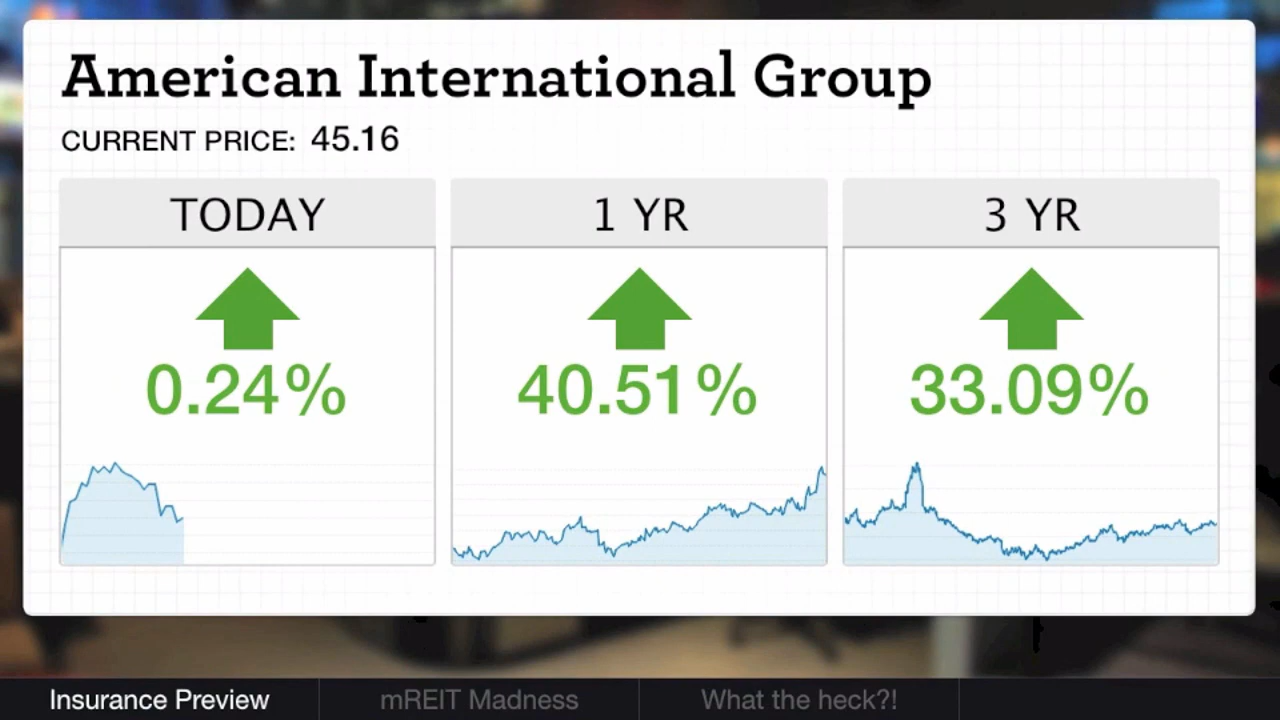 American International Group
CURRENT PRICE: 45.16
TODAY
1 YR
3 YR
0.24%
40.51%
33.09%
Insurance Preview
mREIT Madness
What the heck?!